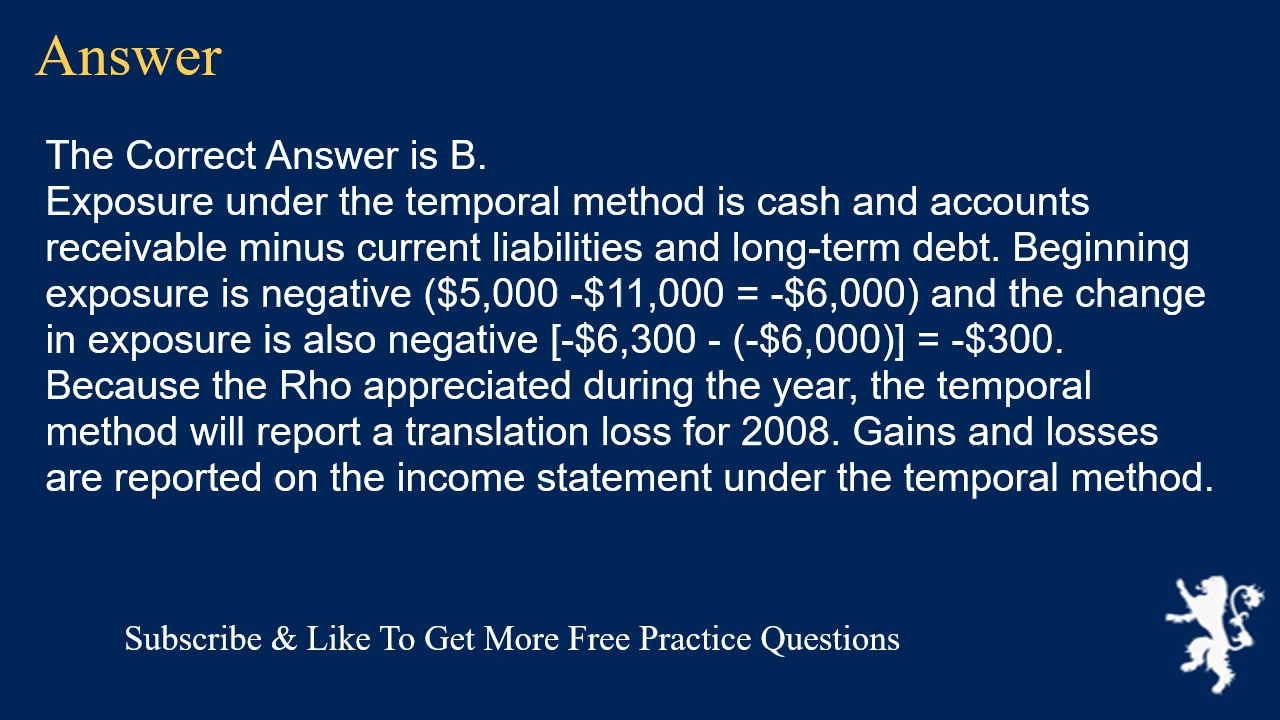 Answer
The Correct Answer is B.
Exposure under the temporal method is cash and accounts
receivable minus current liabilities and long-term debt. Beginning
exposure is negative ($5,000 -$11,000 = -$6,000) and the change
in exposure is also negative [-$6,300 - (-$6,000)] = -$300.
Because the Rho appreciated during the year, the temporal
method will report a translation loss for 2008. Gains and losses
are reported on the income statement under the temporal method.
Subscribe & Like To Get More Free Practice Questions